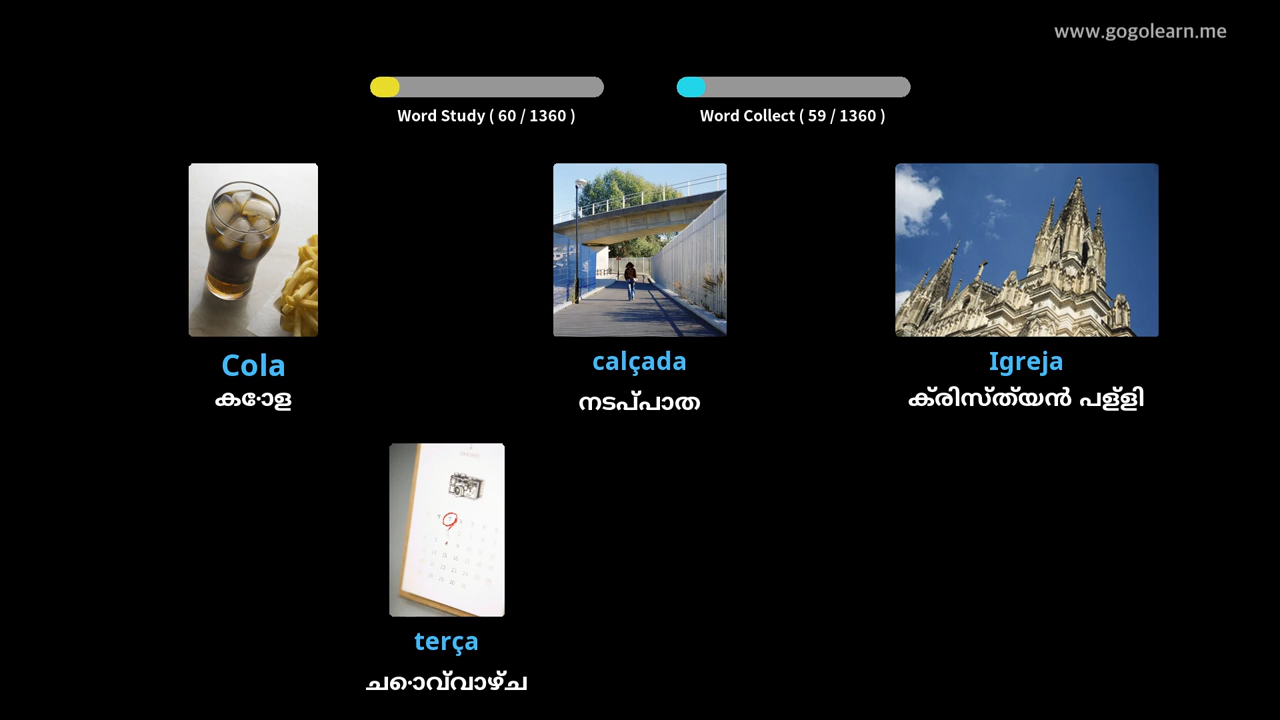 www.gogolearn.me
Word Study ( 60 / 1360 )
Word Collect ( 59 / 1360 )
Cola
കോള
calçada
നടപ്പാത
Igreja
ക്രിസ്ത്യൻ പള്ളി
terça
ചൊവ്വാഴ്ച